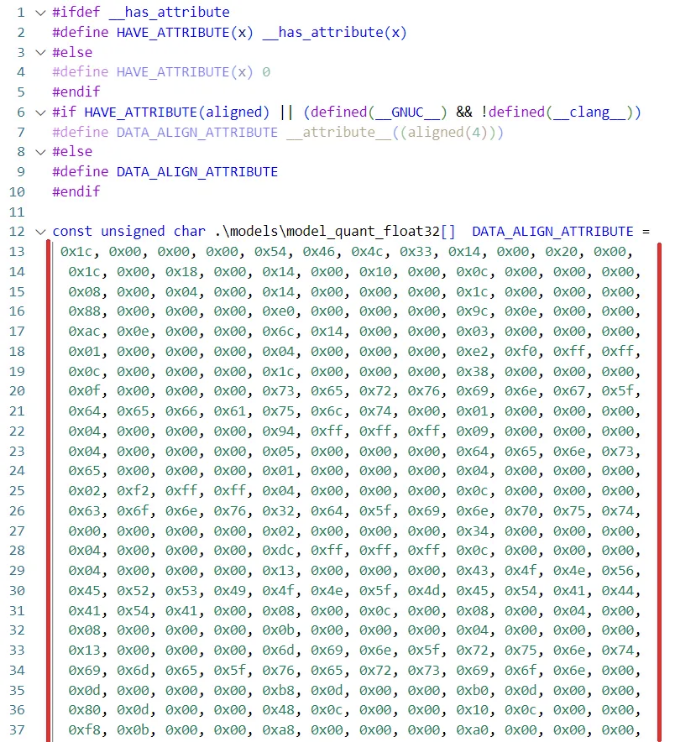 1 #ifdef __has_attribute
2 #define HAVE_ATTRIBUTE(x) __has_attribute(x)
3 #else
4 #define HAVE_ATTRIBUTE(x) 0
5 #endif
6 #if HAVE_ATTRIBUTE(aligned) || (defined(__GNUC__) && !defined(__clang__))
7 #define DATA_ALIGN_ATTRIBUTE __attribute__((aligned(4)))
8 #else
9 #define DATA_ALIGN_ATTRIBUTE
10 #endif
11
12 const unsigned char .\models\model_quant_float32[]  DATA_ALIGN_ATTRIBUTE =
13 0x1c, 0x00, 0x00, 0x00, 0x54, 0x46, 0x4c, 0x33, 0x14, 0x00, 0x20, 0x00,
14 0x1c, 0x00, 0x18, 0x00, 0x14, 0x00, 0x10, 0x00, 0x0c, 0x00, 0x00, 0x00,
15 0x08, 0x00, 0x04, 0x00, 0x14, 0x00, 0x00, 0x00, 0x1c, 0x00, 0x00, 0x00,
16 0x88, 0x00, 0x00, 0x00, 0xe0, 0x00, 0x00, 0x00, 0x9c, 0x0e, 0x00, 0x00,
17 0xac, 0x0e, 0x00, 0x00, 0x6c, 0x14, 0x00, 0x00, 0x03, 0x00, 0x00, 0x00,
18 0x01, 0x00, 0x00, 0x00, 0x04, 0x00, 0x00, 0x00, 0xe2, 0xf0, 0xff, 0xff,
19 0x0c, 0x00, 0x00, 0x00, 0x1c, 0x00, 0x00, 0x00, 0x38, 0x00, 0x00, 0x00,
20 0x0f, 0x00, 0x00, 0x00, 0x73, 0x65, 0x72, 0x76, 0x69, 0x6e, 0x67, 0x5f,
21 0x64, 0x65, 0x66, 0x61, 0x75, 0x6c, 0x74, 0x00, 0x01, 0x00, 0x00, 0x00,
22 0x04, 0x00, 0x00, 0x00, 0x94, 0xff, 0xff, 0xff, 0x09, 0x00, 0x00, 0x00,
23 0x04, 0x00, 0x00, 0x00, 0x05, 0x00, 0x00, 0x00, 0x64, 0x65, 0x6e, 0x73,
24 0x65, 0x00, 0x00, 0x00, 0x01, 0x00, 0x00, 0x00, 0x04, 0x00, 0x00, 0x00,
25 0x02, 0xf2, 0xff, 0xff, 0x04, 0x00, 0x00, 0x00, 0x0c, 0x00, 0x00, 0x00,
26 0x63, 0x6f, 0x6e, 0x76, 0x32, 0x64, 0x5f, 0x69, 0x6e, 0x70, 0x75, 0x74,
27 0x00, 0x00, 0x00, 0x00, 0x02, 0x00, 0x00, 0x00, 0x34, 0x00, 0x00, 0x00,
28 0x04, 0x00, 0x00, 0x00, 0xdc, 0xff, 0xff, 0xff, 0x0c, 0x00, 0x00, 0x00,
29 0x04, 0x00, 0x00, 0x00, 0x13, 0x00, 0x00, 0x00, 0x43, 0x4f, 0x4e, 0x56,
30 0x45, 0x52, 0x53, 0x49, 0x4f, 0x4e, 0x5f, 0x4d, 0x45, 0x54, 0x41, 0x44,
31 0x41, 0x54, 0x41, 0x00, 0x08, 0x00, 0x0c, 0x00, 0x08, 0x00, 0x04, 0x00,
32 0x08, 0x00, 0x00, 0x00, 0x0b, 0x00, 0x00, 0x00, 0x04, 0x00, 0x00, 0x00,
33 0x13, 0x00, 0x00, 0x00, 0x6d, 0x69, 0x6e, 0x5f, 0x72, 0x75, 0x6e, 0x74,
34 0x69, 0x6d, 0x65, 0x5f, 0x76, 0x65, 0x72, 0x73, 0x69, 0x6f, 0x6e, 0x00,
35 0x0d, 0x00, 0x00, 0x00, 0xb8, 0x0d, 0x00, 0x00, 0xb0, 0x0d, 0x00, 0x00,
36 0x80, 0x0d, 0x00, 0x00, 0x48, 0x0c, 0x00, 0x00, 0x10, 0x0c, 0x00, 0x00,
37 0xf8, 0x0b, 0x00, 0x00, 0xa8, 0x00, 0x00, 0x00, 0xa0, 0x00, 0x00, 0x00,